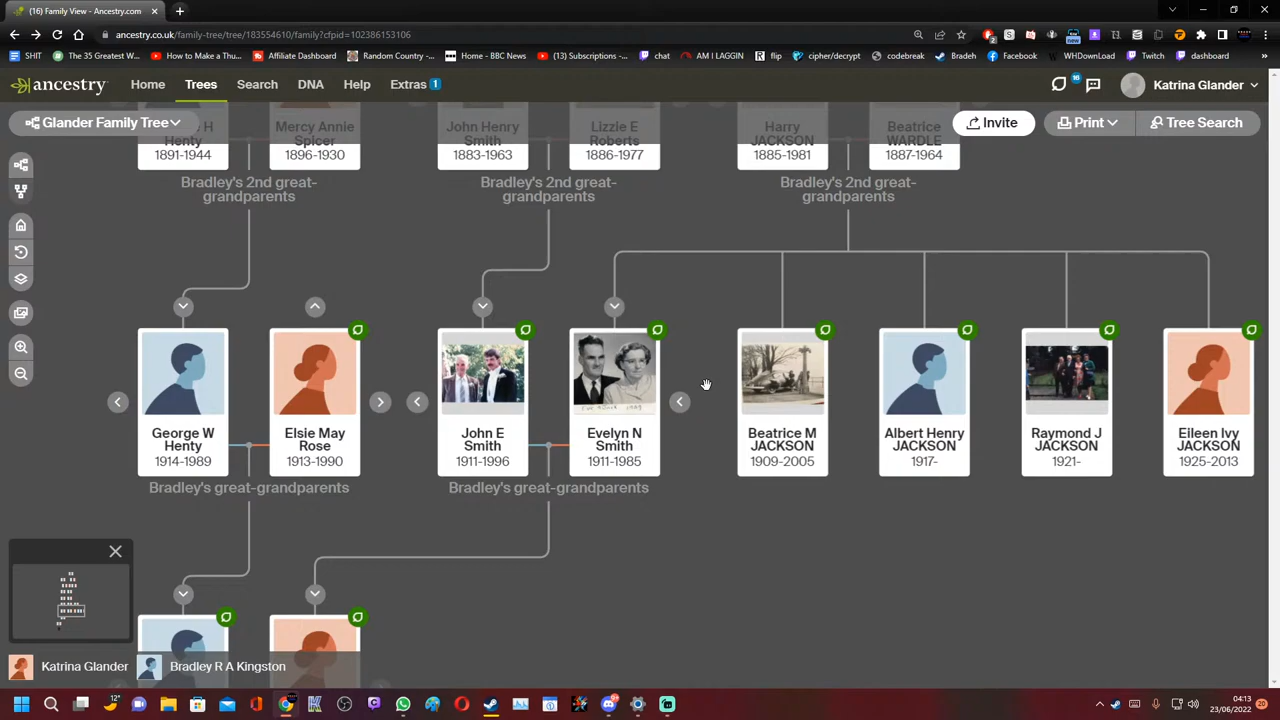 (16) Family View - Ancestry.com
ancestry.co.uk/family-tree/tree/183554610/family?cfpid=102386153106
SHIT
The 35 Greatest W...
How to Make a Thu...
Affiliate Dashboard
Kingdom Country -...
Home - BBC News
(13) Subscriptions -...
chat
AM I LAGGIN
flip
cipher/decrypt
codebreak
Bradeh
Facebook
WHDownLoad
Twitch
dashboard
ancestry
Home
Trees
Search
DNA
Help
Extras 1
Katrina Glander
Glander Family Tree
Invite
Print
Tree Search
Henty
1891-1944
Mercy Annie
Spicer
1896-1930
John Henry
Smith
1883-1963
Lizzie E
Roberts
1886-1977
Harry
JACKSON
1885-1981
Beatrice
WARDLE
1887-1964
Bradley's 2nd great-
grandparents
Bradley's 2nd great-
grandparents
Bradley's 2nd great-
grandparents
George W
Henty
1914-1989
Elsie May
Rose
1913-1990
John E
Smith
1911-1996
Evelyn N
Smith
1911-1985
Beatrice M
JACKSON
1909-2005
Albert Henry
JACKSON
1917-
Raymond J
JACKSON
1921-
Eileen Ivy
JACKSON
1925-2013
Bradley's great-grandparents
Bradley's great-grandparents
Katrina Glander
Bradley R A Kingston
04:13
23/06/2022